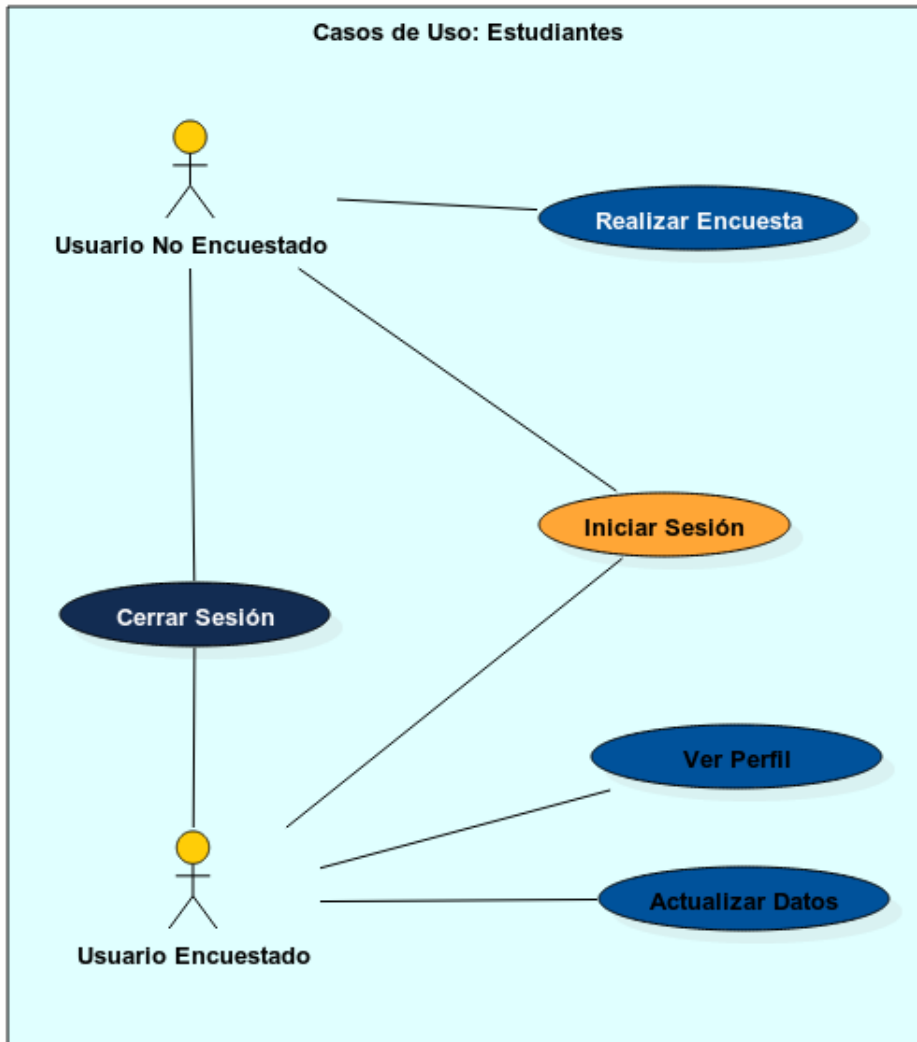 Casos de Uso: Estudiantes
Realizar Encuesta
Usuario No Encuestado
Iniciar Sesión
Cerrar Sesión
Ver Perfil
Actualizar Datos
Usuario Encuestado